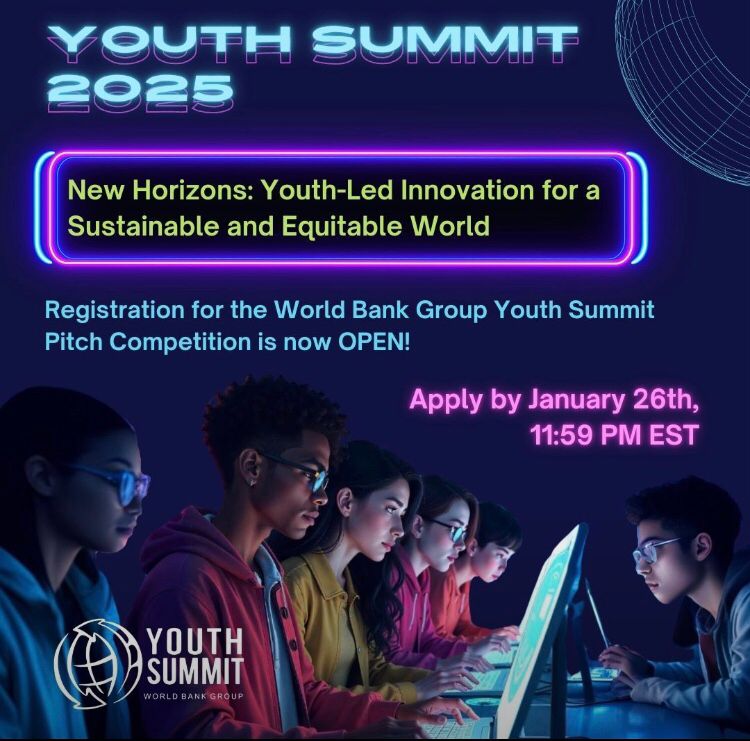 YOUTH SUMMIT
2025
New Horizons: Youth-Led Innovation for a
Sustainable and Equitable World
Registration for the World Bank Group Youth Summit
Pitch Competition is now OPEN!
Apply by January 26th,
11:59 PM EST
YOUTH
SUMMIT
WORLD BANK GROUP